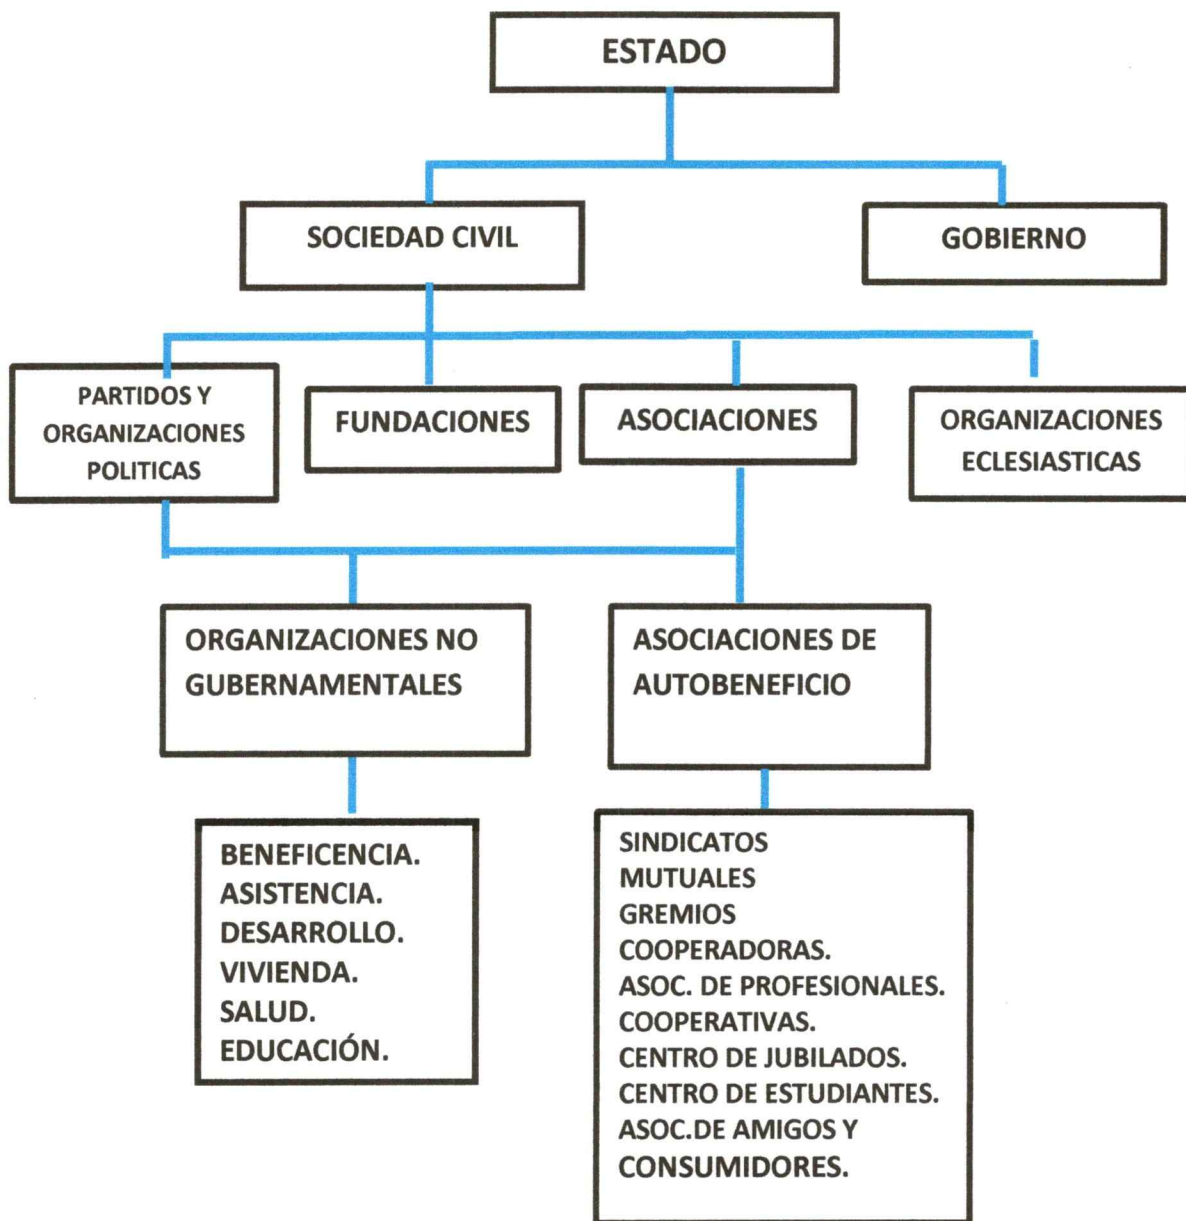 ESTADO
SOCIEDAD CIVIL
GOBIERNO
PARTIDOS Y
ORGANIZACIONES
POLITICAS
FUNDACIONES
ASOCIACIONES
ORGANIZACIONES
ECLESIASTICAS
ORGANIZACIONES NO
GUBERNAMENTALES
ASOCIACIONES DE
AUTOBENEFICIO
BENEFICENCIA.
ASISTENCIA.
DESARROLLO.
VIVIENDA.
SALUD.
EDUCACIÓN.
SINDICATOS
MUTUALES
GREMIOS
COOPERADORAS.
ASOC. DE PROFESIONALES.
COOPERATIVAS.
CENTRO DE JUBILADOS.
CENTRO DE ESTUDIANTES.
ASOC.DE AMIGOS Y
CONSUMIDORES.